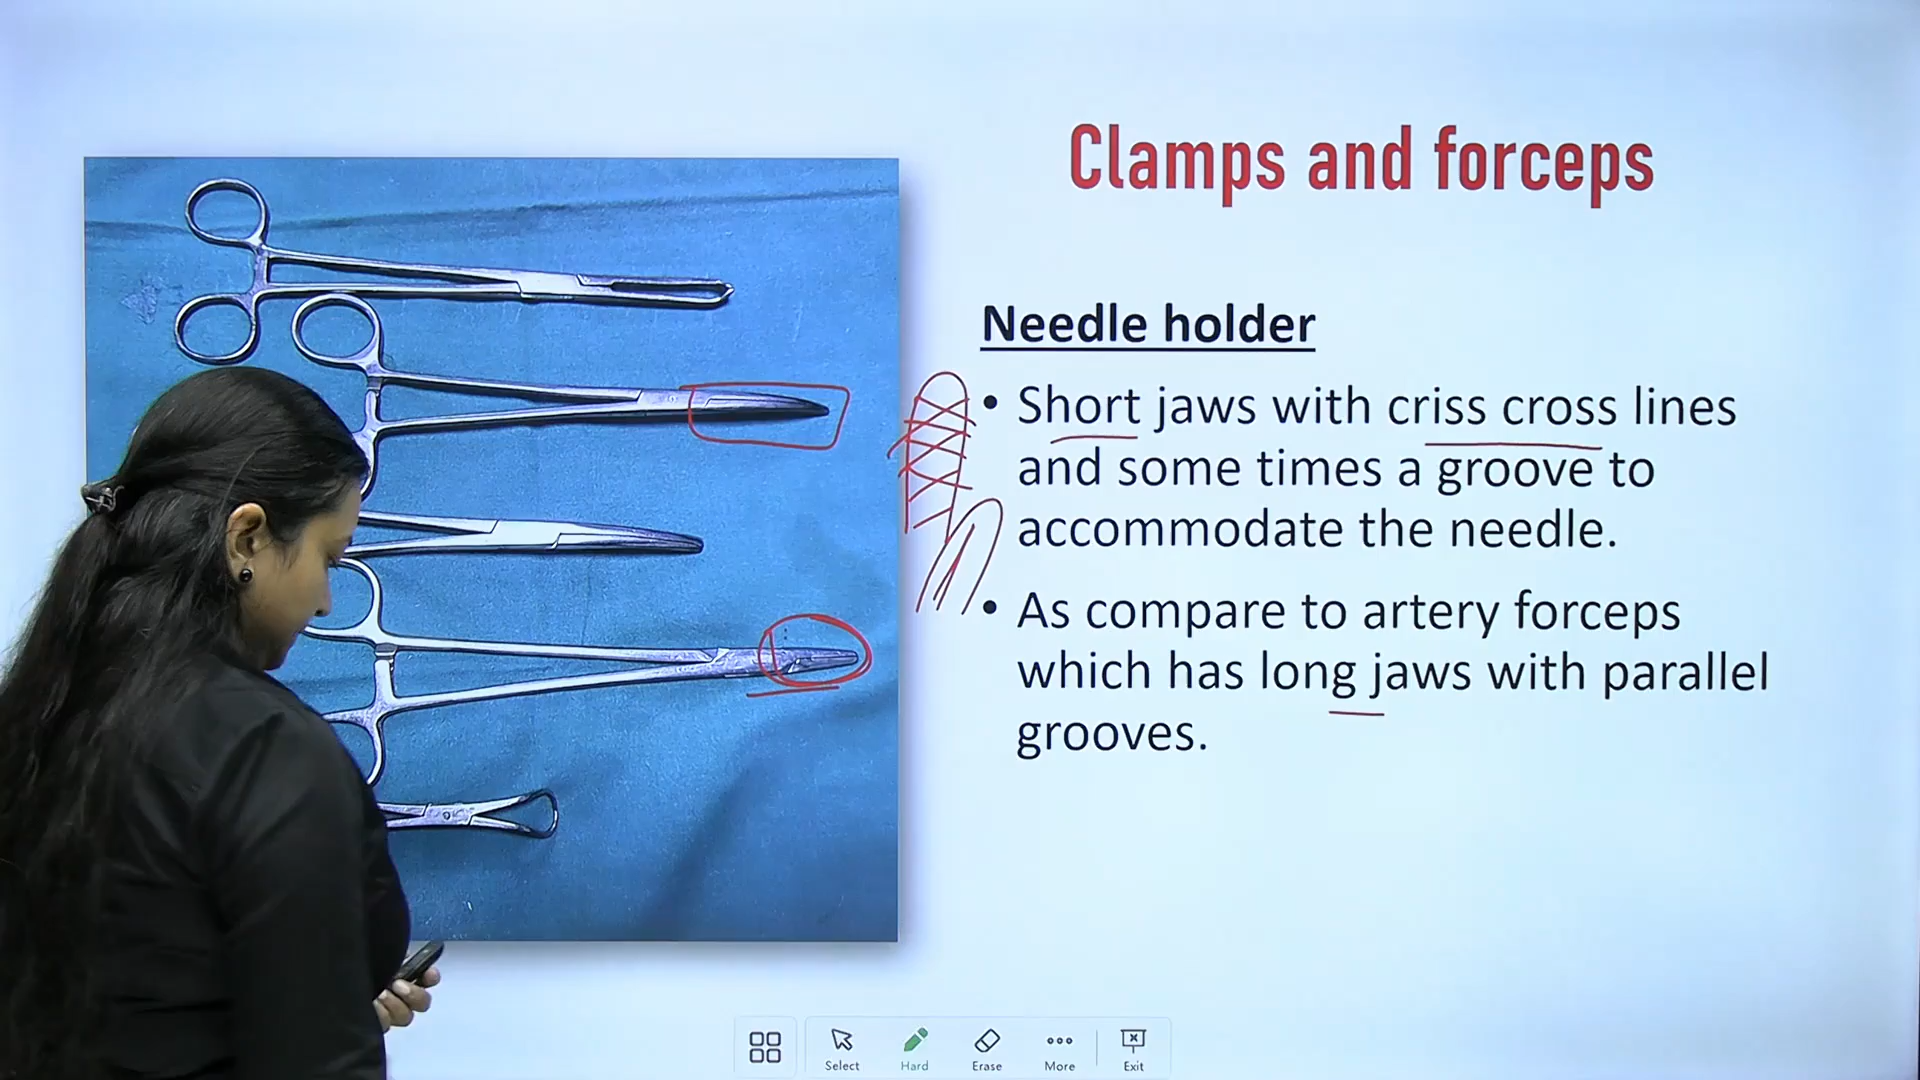 Clamps and forceps
Needle holder
• Short jaws with criss cross lines
and some times a groove to
accommodate the needle.
• As compare to artery forceps
which has long jaws with parallel
grooves.
Select
Hard
Erase
More
Exit